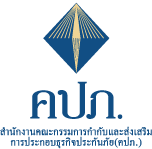 คปภ.
สำนักงานคณะกรรมการกำกับและส่งเสริม
การประกอบธุรกิจประกันภัย(คปภ.)